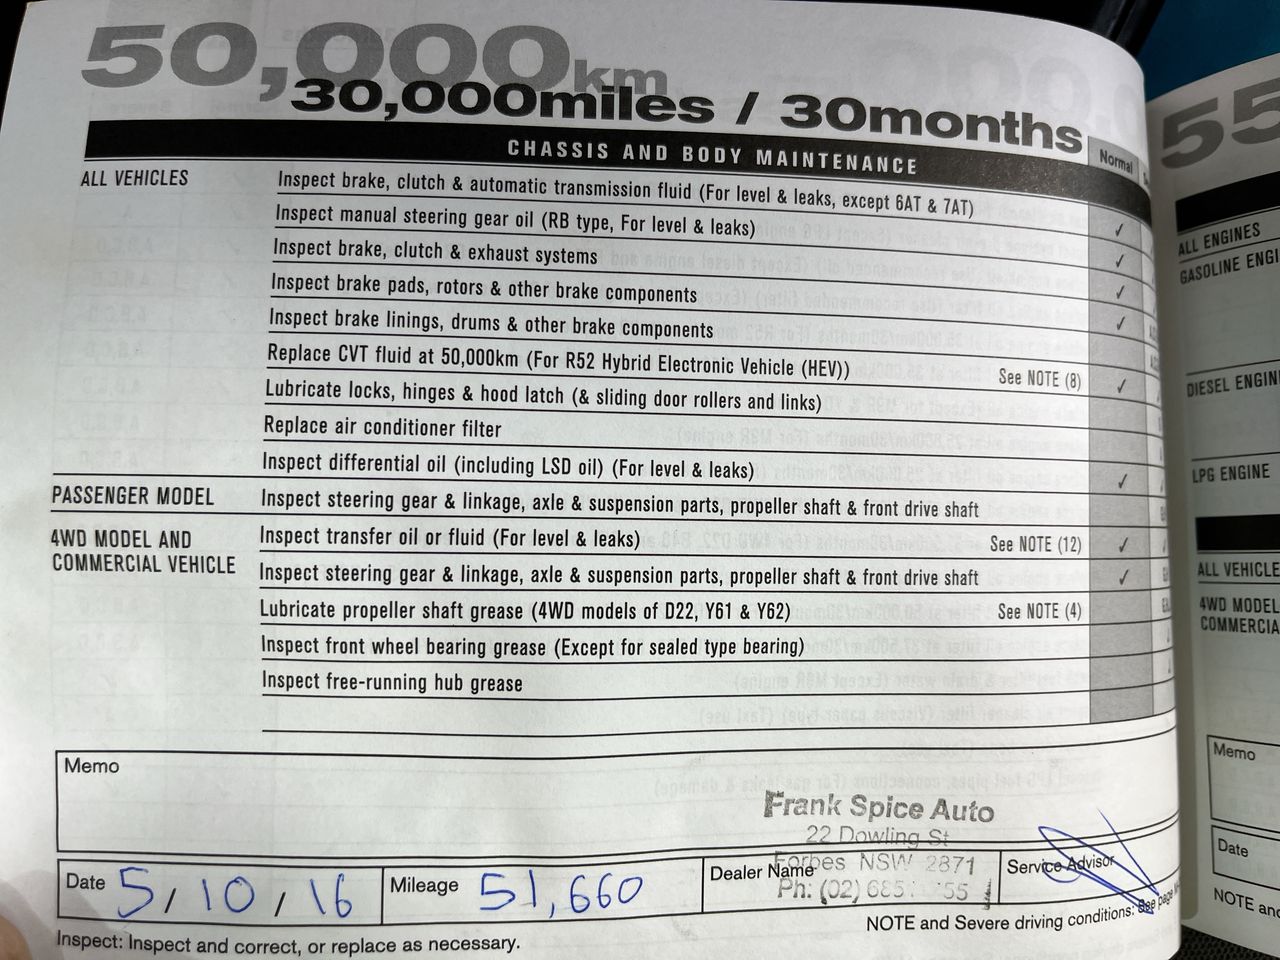 50,000km
30,000miles / 30months
CHASSIS AND BODY MAINTENANCE Normal
ALL VEHICLES Inspect brake, clutch & automatic transmission fluid (For level & leaks, except 6AT & 7AT) ✓
Inspect manual steering gear oil (RB type, For level & leaks) ✓
Inspect brake, clutch & exhaust systems ✓
Inspect brake pads, rotors & other brake components ✓
Inspect brake linings, drums & other brake components
Replace CVT fluid at 50,000km (For R52 Hybrid Electronic Vehicle (HEV)) See NOTE (8) ✓
Lubricate locks, hinges & hood latch (& sliding door rollers and links)
Replace air conditioner filter
Inspect differential oil (including LSD oil) (For level & leaks) ✓
PASSENGER MODEL Inspect steering gear & linkage, axle & suspension parts, propeller shaft & front drive shaft
4WD MODEL AND
COMMERCIAL VEHICLE
Inspect transfer oil or fluid (For level & leaks) See NOTE (12) ✓
Inspect steering gear & linkage, axle & suspension parts, propeller shaft & front drive shaft ✓
Lubricate propeller shaft grease (4WD models of D22, Y61 & Y62) See NOTE (4)
Inspect front wheel bearing grease (Except for sealed type bearing)
Inspect free-running hub grease
Memo
Frank Spice Auto
22 Dowling St
Forbes NSW 2871
Ph: (02)
Date 5/10/16 Mileage 51,660 Dealer Name Service Advisor
NOTE and Severe driving conditions: See page
Inspect: Inspect and correct, or replace as necessary.
55
ALL ENGINES
GASOLINE ENGI
DIESEL ENGIN
LPG ENGINE
ALL VEHICLE
4WD MODEL
COMMERCIA
Memo
Date
NOTE and